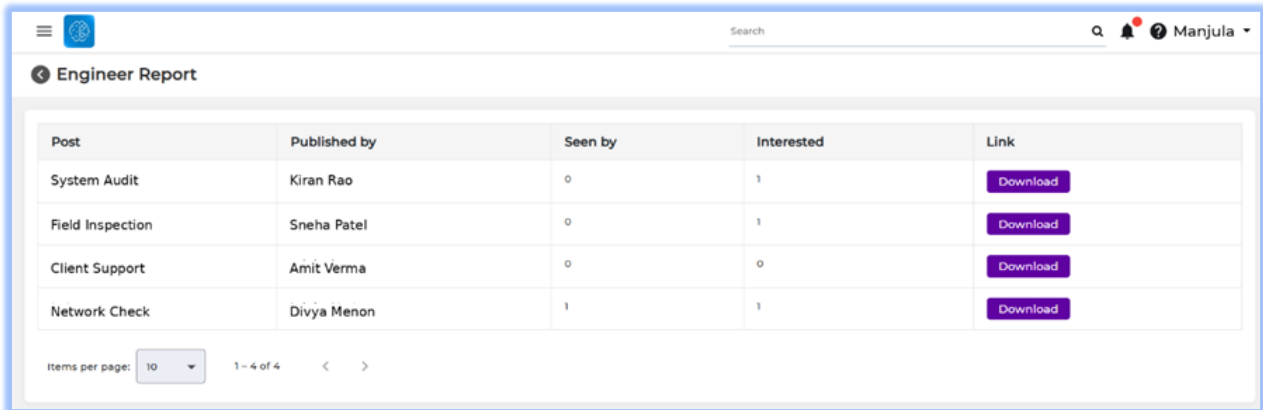 Search Manjula
Engineer Report
Post Published by Seen by Interested Link
System Audit Kiran Rao 0 1 Download
Field Inspection Sneha Patel 0 1 Download
Client Support Amit Verma 0 0 Download
Network Check Divya Menon 1 1 Download
Items per page: 10 1 – 4 of 4